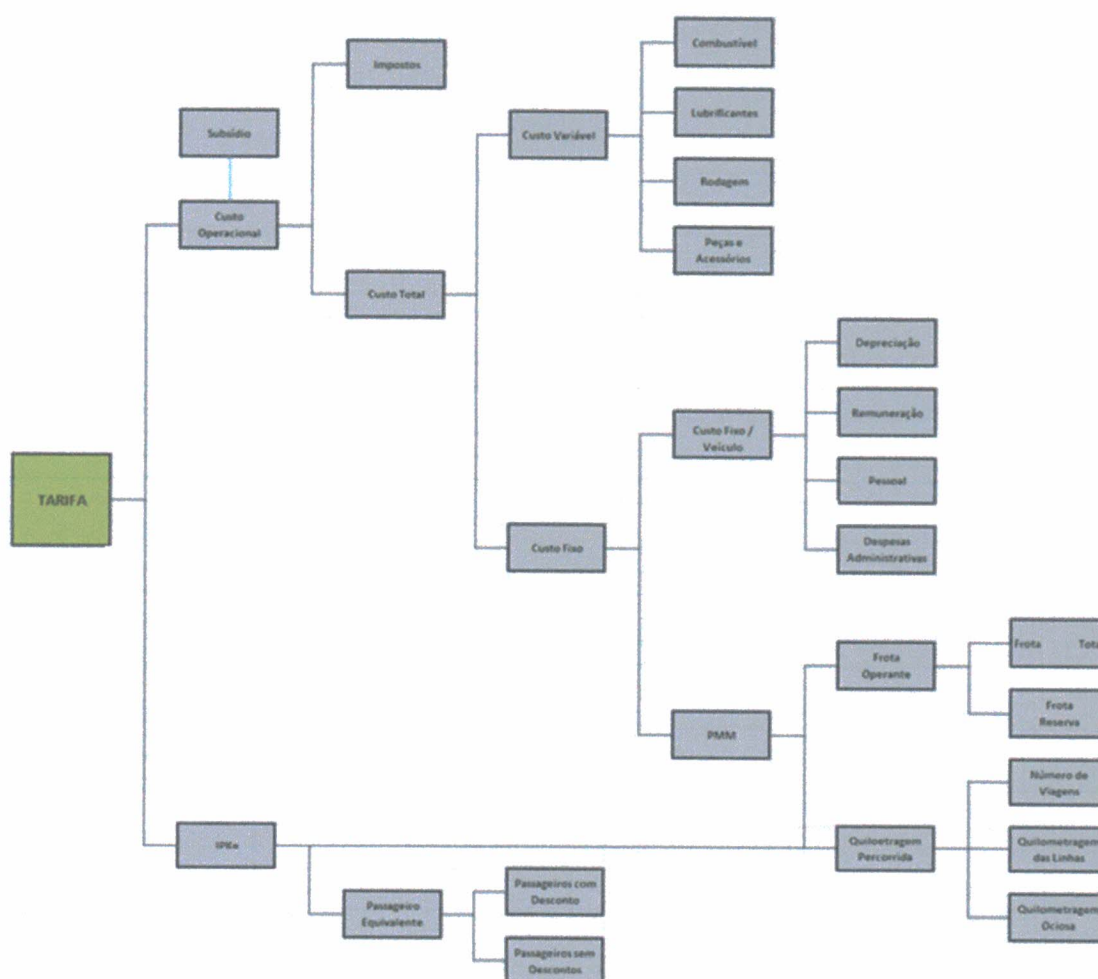 Combustível
Impostos
Lubrificantes
Subsídio
Custo Variável
Rodagem
Custo
Operacional
Peças e
Acessórios
Custo Total
Depreciação
Remuneração
Custo Fixo /
Veículo
TARIFA
Pessoal
Custo Fixo
Despesas
Administrativas
Frota Tota
Frota
Operante
Frota
Reserva
PMM
Número de
Viagens
IPKe
Quiloetragem
Percorrida
Quilometragem
das Linhas
Passageiros com
Desconto
Passageiro
Equivalente
Quilometragem
Ociosa
Passageiros sem
Descontos